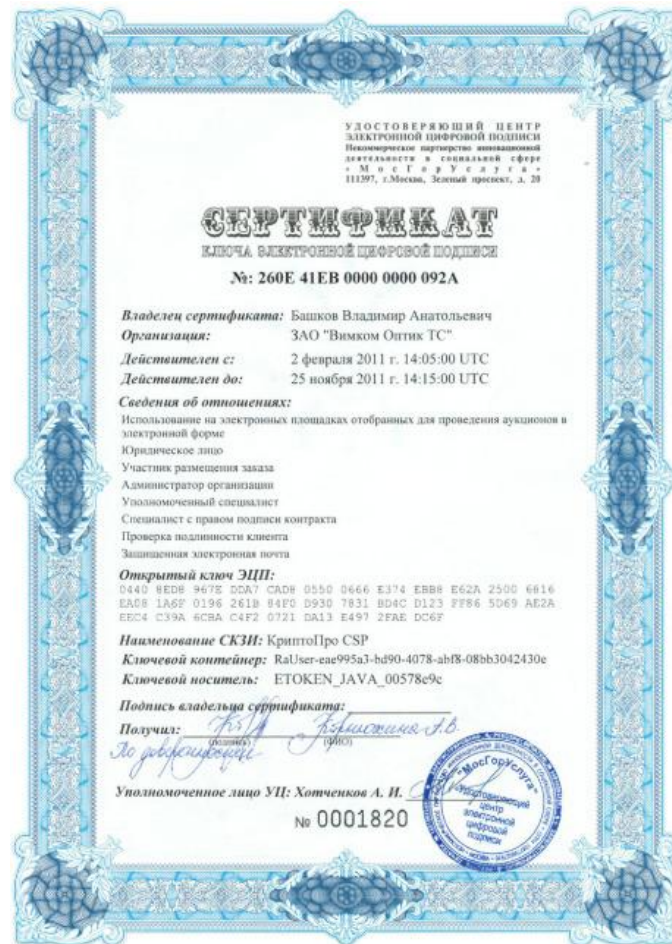 УДОСТОВЕРЯЮЩИЙ ЦЕНТР
ЭЛЕКТРОННОЙ ЦИФРОВОЙ ПОДПИСИ
Некоммерческое партнерство инновационной
деятельности в социальной сфере
«МосГорУслуга»
111397, г.Москва, Зеленый проспект, д. 20
СЕРТИФИКАТ
КЛЮЧА ЭЛЕКТРОННОЙ ЦИФРОВОЙ ПОДПИСИ
№: 260E 41EB 0000 0000 092A
Владелец сертификата: Башков Владимир Анатольевич
Организация: ЗАО "Вимком Оптик ТС"
Действителен с: 2 февраля 2011 г. 14:05:00 UTC
Действителен до: 25 ноября 2011 г. 14:15:00 UTC
Сведения об отношениях:
Использование на электронных площадках отобранных для проведения аукционов в
электронной форме
Юридическое лицо
Участник размещения заказа
Администратор организации
Уполномоченный специалист
Специалист с правом подписи контракта
Проверка подлинности клиента
Защищенная электронная почта
Открытый ключ ЭЦП:
0440 8ED8 967E DDA7 CAD8 0550 0666 E374 EBB8 E62A 2500 6816
EA08 1A6F 0196 261B 84F0 D930 7831 BD4C D123 FF86 5D69 AE2A
EEC4 C39A 6CBA C4F2 0721 DA13 E497 2FAE DC6F
Наименование СКЗИ: КриптоПро CSP
Ключевой контейнер: RaUser-eae995a3-bd90-4078-abf8-08bb3042430e
Ключевой носитель: ETOKEN_JAVA_00578e9c
Подпись владельца сертификата:
Получил:
(подпись) (ФИО)
По доверенности
Уполномоченное лицо УЦ: Хотченков А. И.
№ 0001820
"МосГорУслуга"
Удостоверяющий
центр
электронной
цифровой
подписи